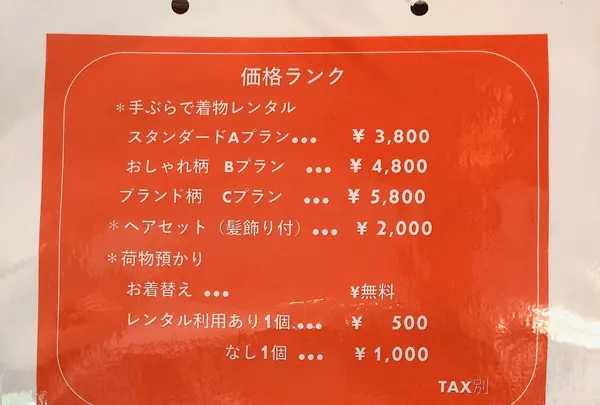 価格ランク
＊手ぶらで着物レンタル
スタンダードAプラン… ¥ 3,800
おしゃれ柄 Bプラン … ¥ 4,800
ブランド柄 Cプラン … ¥ 5,800
＊ヘアセット（髪飾り付）… ¥ 2,000
＊荷物預かり
お着替え … ¥無料
レンタル利用あり1個… ¥ 500
なし1個 … ¥ 1,000
TAX別